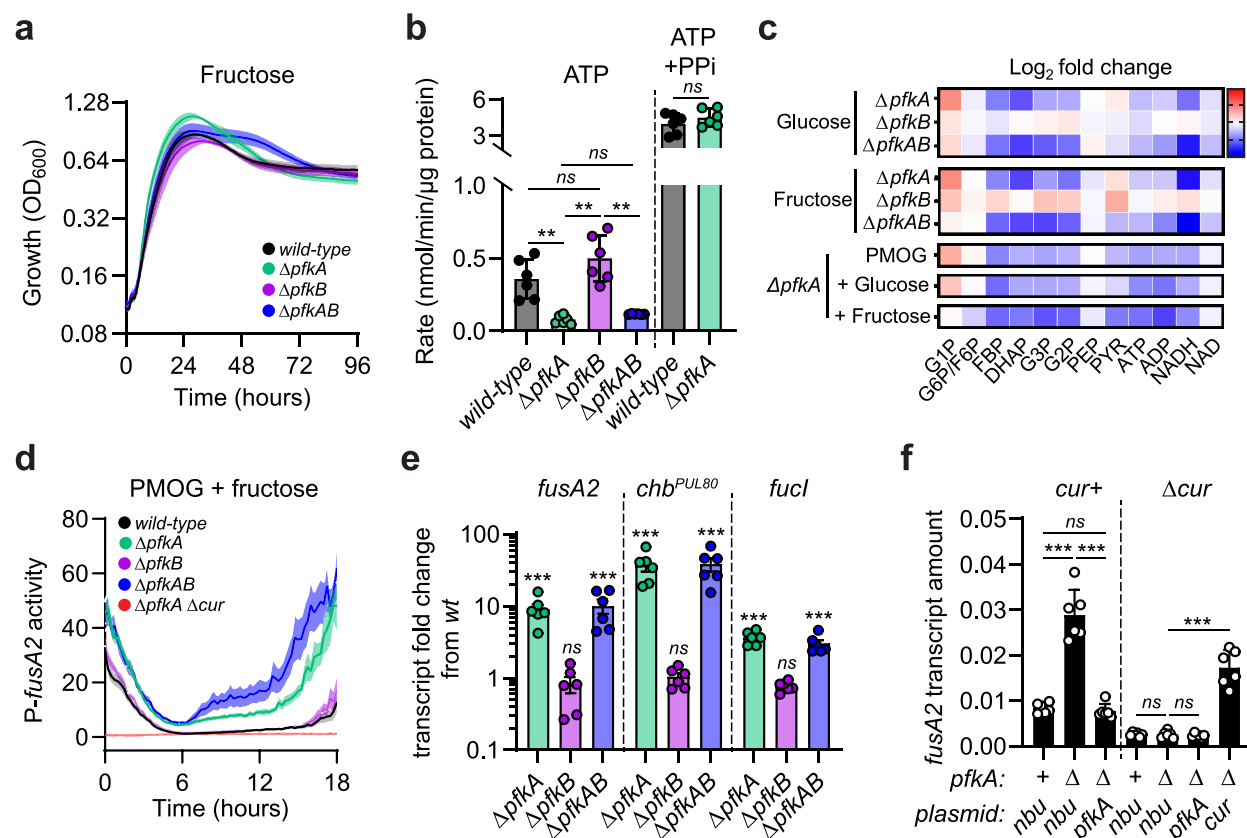 a
Fructose
Growth (OD600)
1.28
0.64
0.32
0.16
0.08
wild-type
ΔpfkA
ΔpfkB
ΔpfkAB
0 24 48 72 96
Time (hours)
b
ATP
ATP
+PPi
Rate (nmol/min/μg protein)
6
3
1.0
0.5
0.0
ns
ns
ns
** ** **
wild-type
ΔpfkA
ΔpfkB
ΔpfkAB
wild-type
ΔpfkA
c
Log2 fold change
Glucose
ΔpfkA
ΔpfkB
ΔpfkAB
Fructose
ΔpfkA
ΔpfkB
ΔpfkAB
ΔpfkA
PMOG
+ Glucose
+ Fructose
G1P
G6P/F6P
FBP
DHAP
G3P
G2P
PEP
PYR
ATP
ADP
NADH
NAD
d
PMOG + fructose
P-fusA2 activity
80
60
40
20
0
wild-type
ΔpfkA
ΔpfkB
ΔpfkAB
ΔpfkA Δcur
0 6 12 18
Time (hours)
e
fusA2 chbPUL80 fucI
transcript fold change
from wt
100
10
1
0.1
*** ns ***
*** ns ***
*** ns ***
ΔpfkA
ΔpfkB
ΔpfkAB
ΔpfkA
ΔpfkB
ΔpfkAB
ΔpfkA
ΔpfkB
ΔpfkAB
f
cur+ Δcur
fusA2 transcript amount
0.05
0.04
0.03
0.02
0.01
0.00
ns
*** ***
***
ns ns
pfkA: + Δ Δ + Δ Δ Δ
plasmid: nbu nbu pfkA nbu nbu pfkA cur